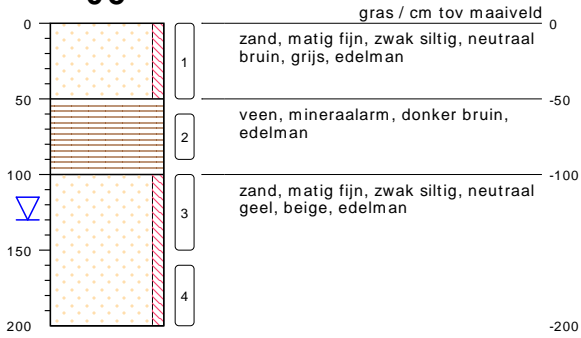 gras / cm tov maaiveld
0
0
zand, matig fijn, zwak siltig, neutraal
bruin, grijs, edelman
1
50
-50
veen, mineraalarm, donker bruin,
edelman
2
100
-100
zand, matig fijn, zwak siltig, neutraal
geel, beige, edelman
3
150
4
200
-200